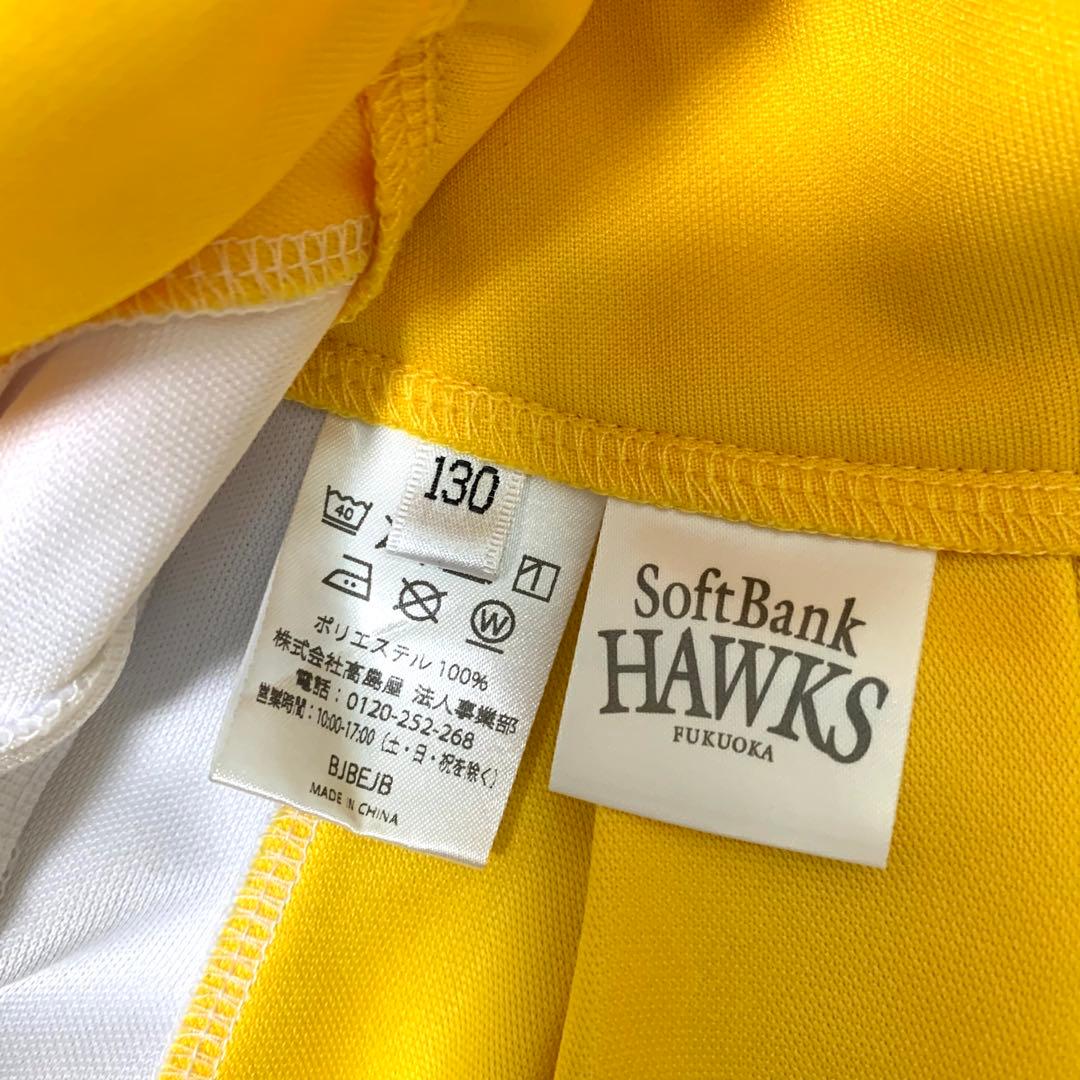 130
40
W
ポリエステル 100%
株式会社髙島屋 法人事業部
電話:0120-252-268
営業時間:10:00-17:00(土・日・祝を除く)
BJBEJB
MADE IN CHINA
SoftBank
HAWKS
FUKUOKA